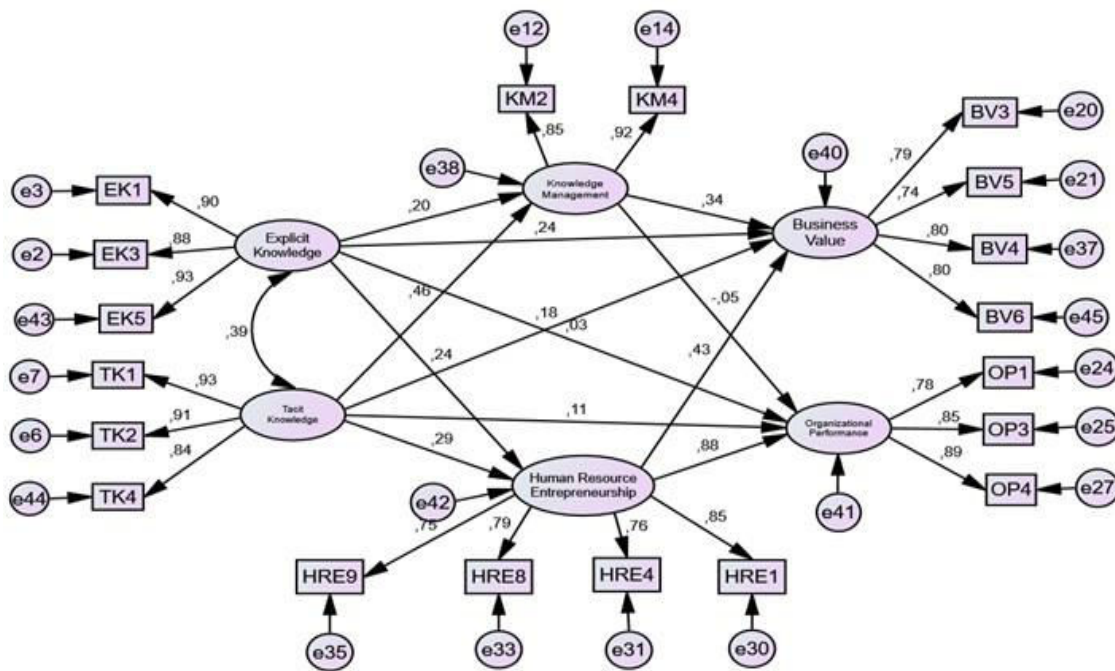 e12
e14
KM2
KM4
,85
,92
e38
Knowledge
Management
e40
BV3
e20
,79
e3
EK1
,90
,20
,34
,74
BV5
e21
e2
EK3
,88
Explicit
Knowledge
,24
Business
Value
,80
BV4
e37
,93
e43
EK5
,46
-,05
,80
BV6
e45
,39
,18
,03
,43
e7
TK1
,93
,24
OP1
e24
,78
e6
TK2
,91
Tacit
Knowledge
,11
Organizational
Performance
,85
OP3
e25
,84
,29
,88
,89
e44
TK4
Human Resource
Entrepreneurship
OP4
e27
e42
e41
,75
,79
,76
,85
HRE9
HRE8
HRE4
HRE1
e35
e33
e31
e30